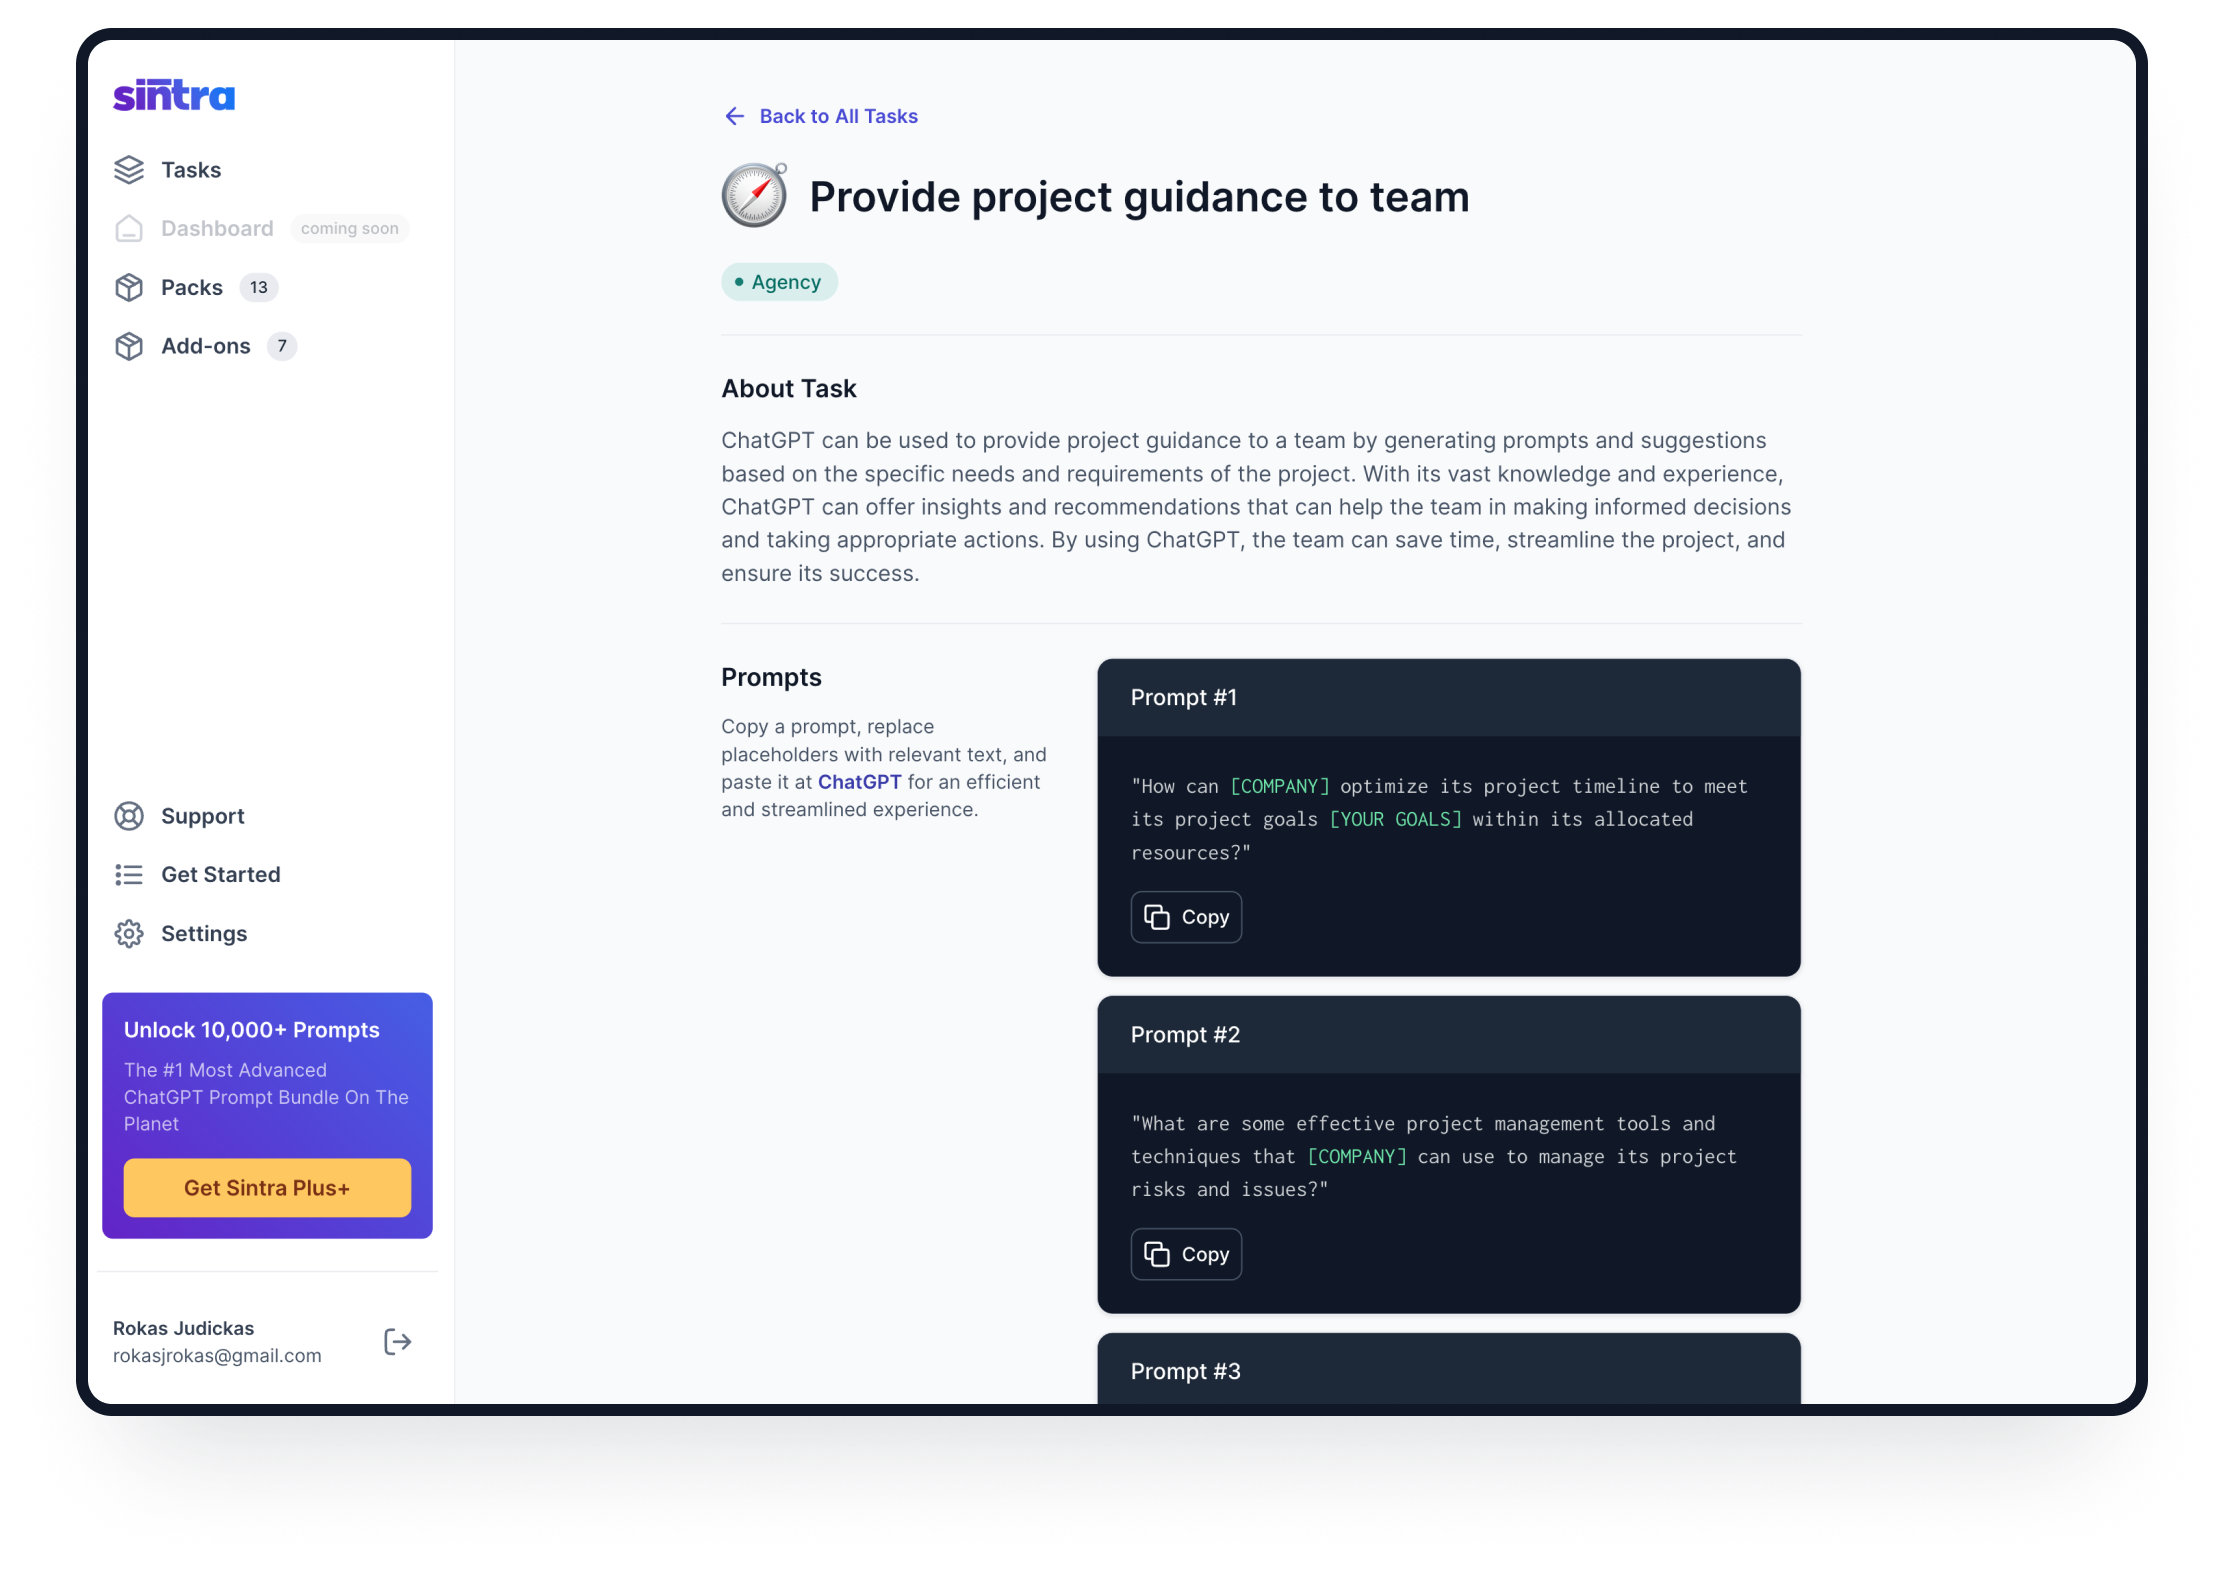 sintra
Tasks
Dashboard coming soon
Packs 13
Add-ons 7
Support
Get Started
Settings
Unlock 10,000+ Prompts
The #1 Most Advanced
ChatGPT Prompt Bundle On The
Planet
Get Sintra Plus+
Rokas Judickas
rokasjrokas@gmail.com
Back to All Tasks
Provide project guidance to team
Agency
About Task
ChatGPT can be used to provide project guidance to a team by generating prompts and suggestions
based on the specific needs and requirements of the project. With its vast knowledge and experience,
ChatGPT can offer insights and recommendations that can help the team in making informed decisions
and taking appropriate actions. By using ChatGPT, the team can save time, streamline the project, and
ensure its success.
Prompts
Copy a prompt, replace
placeholders with relevant text, and
paste it at ChatGPT for an efficient
and streamlined experience.
Prompt #1
"How can [COMPANY] optimize its project timeline to meet
its project goals [YOUR GOALS] within its allocated
resources?"
Copy
Prompt #2
"What are some effective project management tools and
techniques that [COMPANY] can use to manage its project
risks and issues?"
Copy
Prompt #3